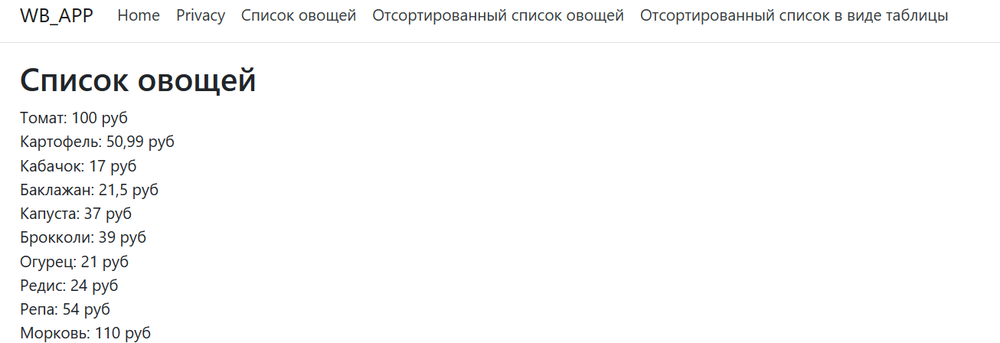 WB_APP Home Privacy Список овощей Отсортированный список овощей Отсортированный список в виде таблицы
Список овощей
Томат: 100 руб
Картофель: 50,99 руб
Кабачок: 17 руб
Баклажан: 21,5 руб
Капуста: 37 руб
Брокколи: 39 руб
Огурец: 21 руб
Редис: 24 руб
Репа: 54 руб
Морковь: 110 руб